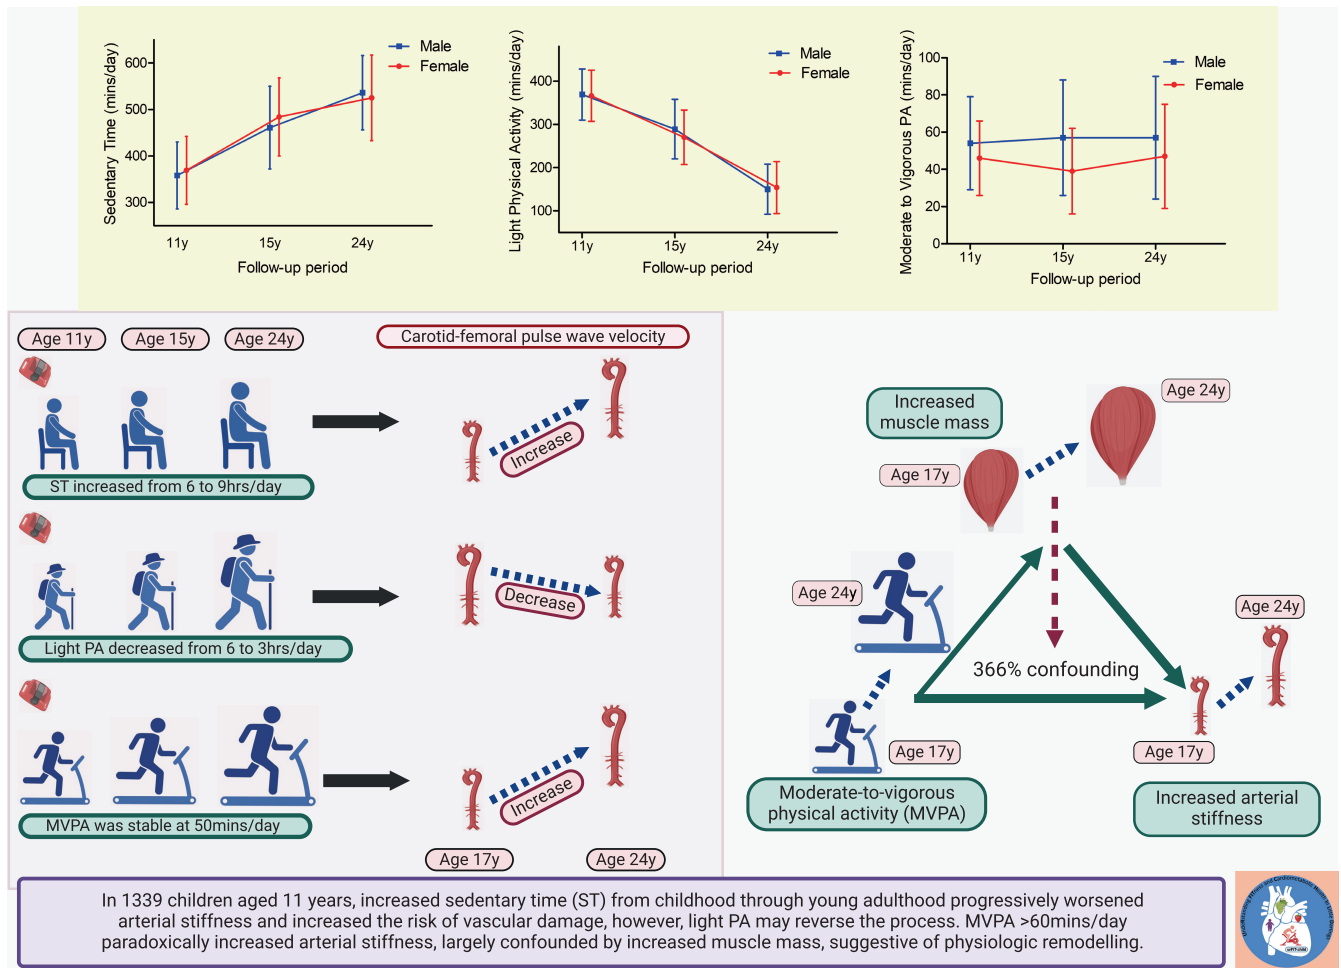 Sedentary Time (mins/day)
600
500
400
300
11y
15y
24y
Follow-up period
Male
Female
Light Physical Activity (mins/day)
400
300
200
100
11y
15y
24y
Follow-up period
Male
Female
Moderate to Vigorous PA (mins/day)
100
80
60
40
20
0
11y
15y
24y
Follow-up period
Male
Female
Age 11y
Age 15y
Age 24y
Carotid-femoral pulse wave velocity
Increase
ST increased from 6 to 9hrs/day
Decrease
Light PA decreased from 6 to 3hrs/day
Increase
MVPA was stable at 50mins/day
Age 17y
Age 24y
Increased
muscle mass
Age 24y
Age 17y
Age 24y
366% confounding
Age 24y
Age 17y
Age 17y
Moderate-to-vigorous
physical activity (MVPA)
Increased arterial
stiffness
In 1339 children aged 11 years, increased sedentary time (ST) from childhood through young adulthood progressively worsened
arterial stiffness and increased the risk of vascular damage, however, light PA may reverse the process. MVPA >60mins/day
paradoxically increased arterial stiffness, largely confounded by increased muscle mass, suggestive of physiologic remodelling.